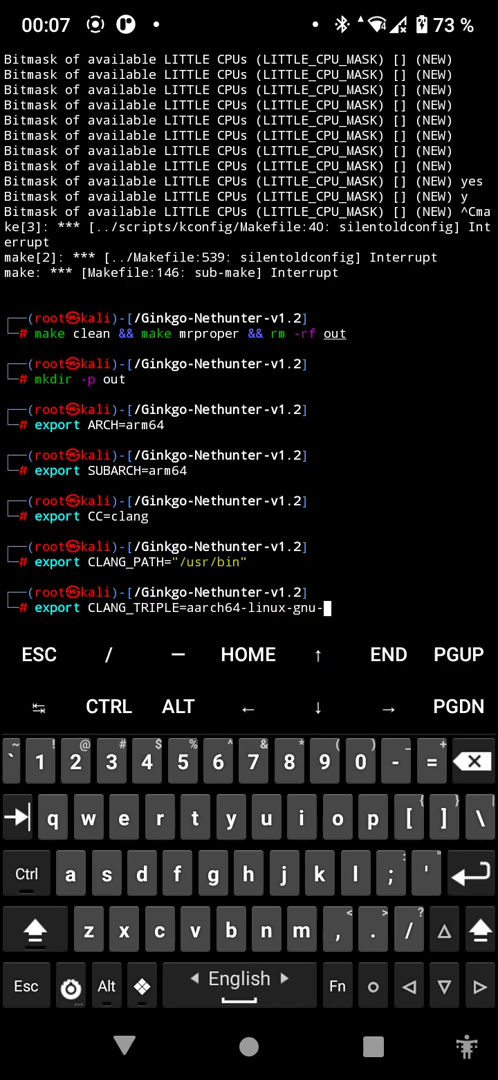 00:07
4
73 %
Bitmask of available LITTLE CPUs (LITTLE_CPU_MASK) [] (NEW)
Bitmask of available LITTLE CPUs (LITTLE_CPU_MASK) [] (NEW)
Bitmask of available LITTLE CPUs (LITTLE_CPU_MASK) [] (NEW)
Bitmask of available LITTLE CPUs (LITTLE_CPU_MASK) [] (NEW)
Bitmask of available LITTLE CPUs (LITTLE_CPU_MASK) [] (NEW)
Bitmask of available LITTLE CPUs (LITTLE_CPU_MASK) [] (NEW)
Bitmask of available LITTLE CPUs (LITTLE_CPU_MASK) [] (NEW)
Bitmask of available LITTLE CPUs (LITTLE_CPU_MASK) [] (NEW)
Bitmask of available LITTLE CPUs (LITTLE_CPU_MASK) [] (NEW) yes
Bitmask of available LITTLE CPUs (LITTLE_CPU_MASK) [] (NEW) y
Bitmask of available LITTLE CPUs (LITTLE_CPU_MASK) [] (NEW) ^Cma
ke[3]: *** [../scripts/kconfig/Makefile:40: silentoldconfig] Int
errupt
make[2]: *** [../Makefile:539: silentoldconfig] Interrupt
make: *** [Makefile:146: sub-make] Interrupt
┌──(root㉿kali)-[/Ginkgo-Nethunter-v1.2]
└─# make clean && make mrproper && rm -rf out
┌──(root㉿kali)-[/Ginkgo-Nethunter-v1.2]
└─# mkdir -p out
┌──(root㉿kali)-[/Ginkgo-Nethunter-v1.2]
└─# export ARCH=arm64
┌──(root㉿kali)-[/Ginkgo-Nethunter-v1.2]
└─# export SUBARCH=arm64
┌──(root㉿kali)-[/Ginkgo-Nethunter-v1.2]
└─# export CC=clang
┌──(root㉿kali)-[/Ginkgo-Nethunter-v1.2]
└─# export CLANG_PATH="/usr/bin"
┌──(root㉿kali)-[/Ginkgo-Nethunter-v1.2]
└─# export CLANG_TRIPLE=aarch64-linux-gnu-
ESC / — HOME ↑ END PGUP
↹ CTRL ALT ← ↓ → PGDN
~ ! @ # $ % ^ & * ( ) _ +
` 1 2 3 4 5 6 7 8 9 0 - =
{ } |
q w e r t y u i o p [ ] \
: "
Ctrl a s d f g h j k l ; '
< > ?
z x c v b n m , . /
Esc Alt English Fn